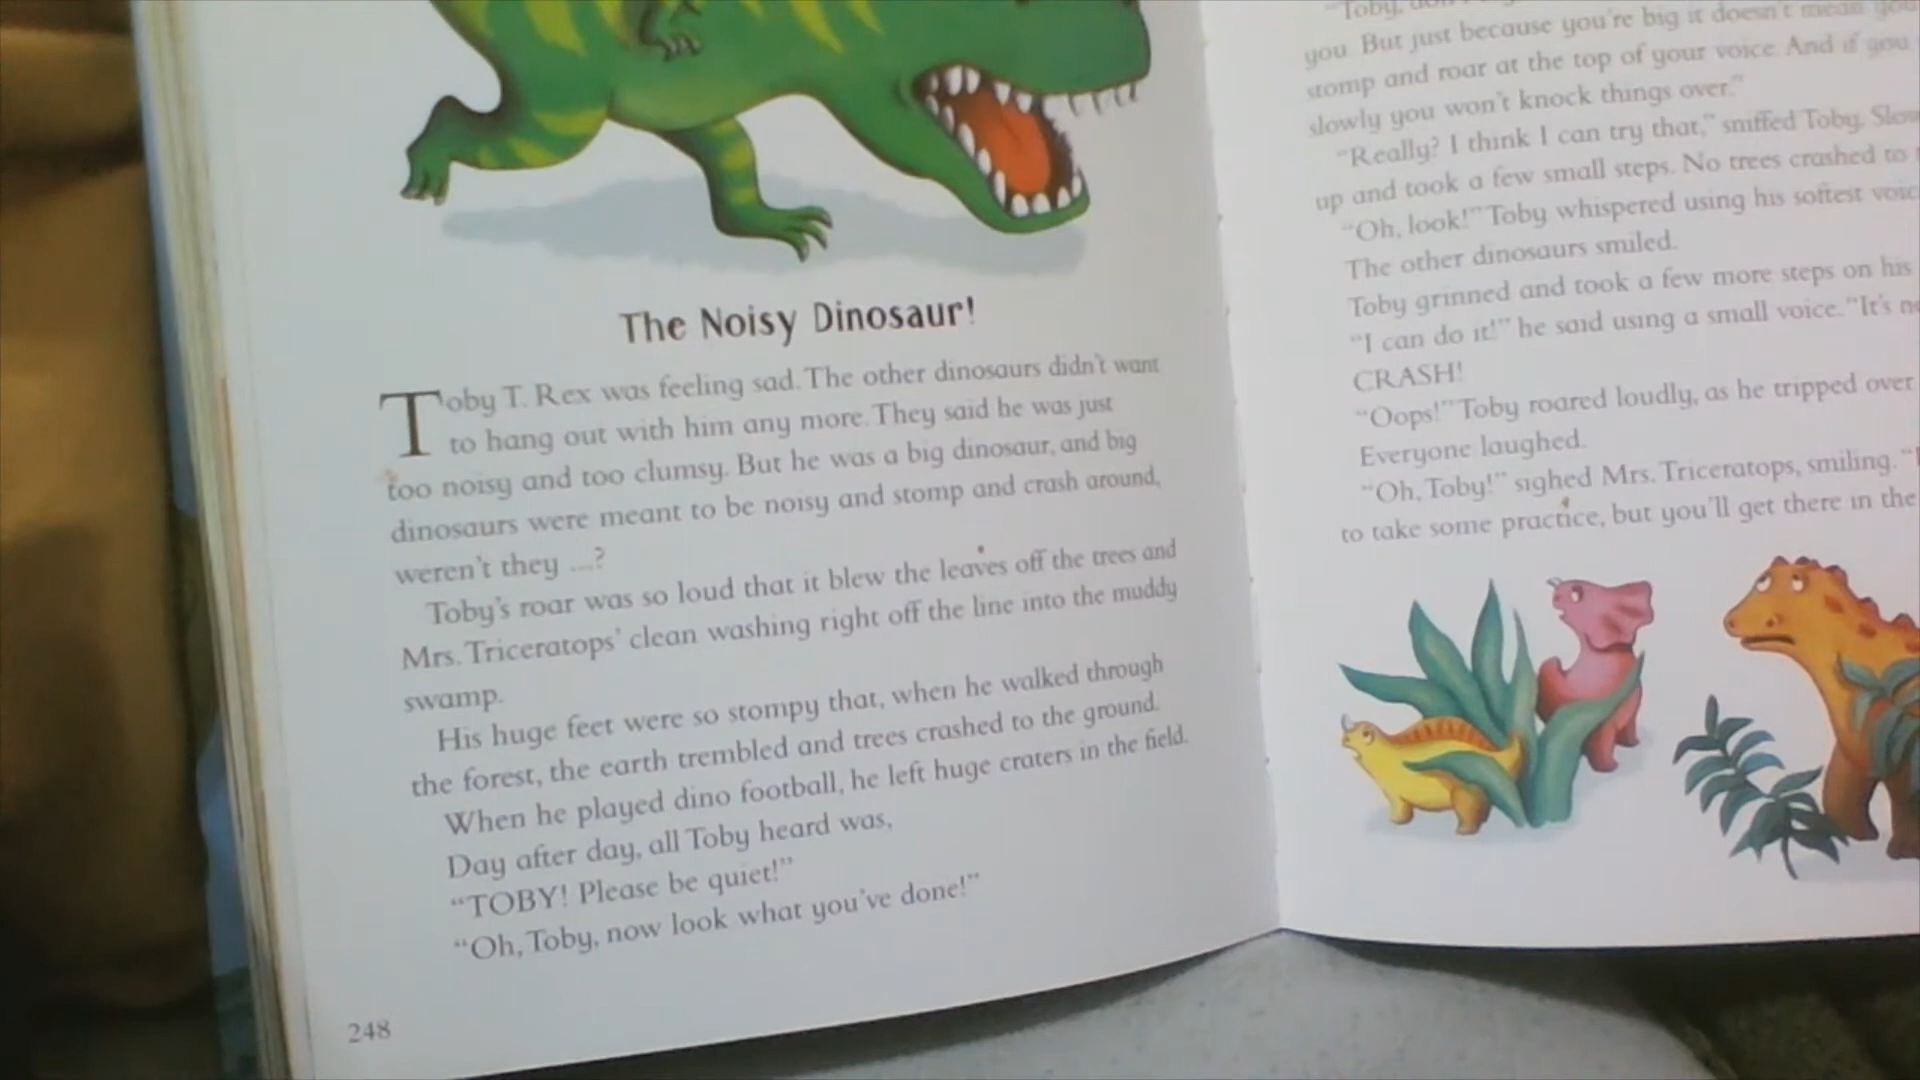 The Noisy Dinosaur!
Toby T. Rex was feeling sad. The other dinosaurs didn't want
to hang out with him any more. They said he was just
too noisy and too clumsy. But he was a big dinosaur, and big
dinosaurs were meant to be noisy and stomp and crash around,
weren't they ...?
Toby's roar was so loud that it blew the leaves off the trees and
Mrs. Triceratops' clean washing right off the line into the muddy
swamp.
His huge feet were so stompy that, when he walked through
the forest, the earth trembled and trees crashed to the ground.
When he played dino football, he left huge craters in the field.
Day after day, all Toby heard was,
"TOBY! Please be quiet!"
"Oh, Toby, now look what you've done!"
248
"Toby,
you. But just because you're big it doesn't mean you
stomp and roar at the top of your voice. And if you
slowly you won't knock things over."
"Really? I think I can try that," sniffed Toby.
up and took a few small steps. No trees crashed to
"Oh, look!" Toby whispered using his softest
The other dinosaurs smiled.
Toby grinned and took a few more steps on his
"I can do it!" he said using a small voice. "It's
CRASH!
"Oops!" Toby roared loudly, as he tripped over
Everyone laughed.
"Oh, Toby!" sighed Mrs. Triceratops, smiling.
to take some practice, but you'll get there in the